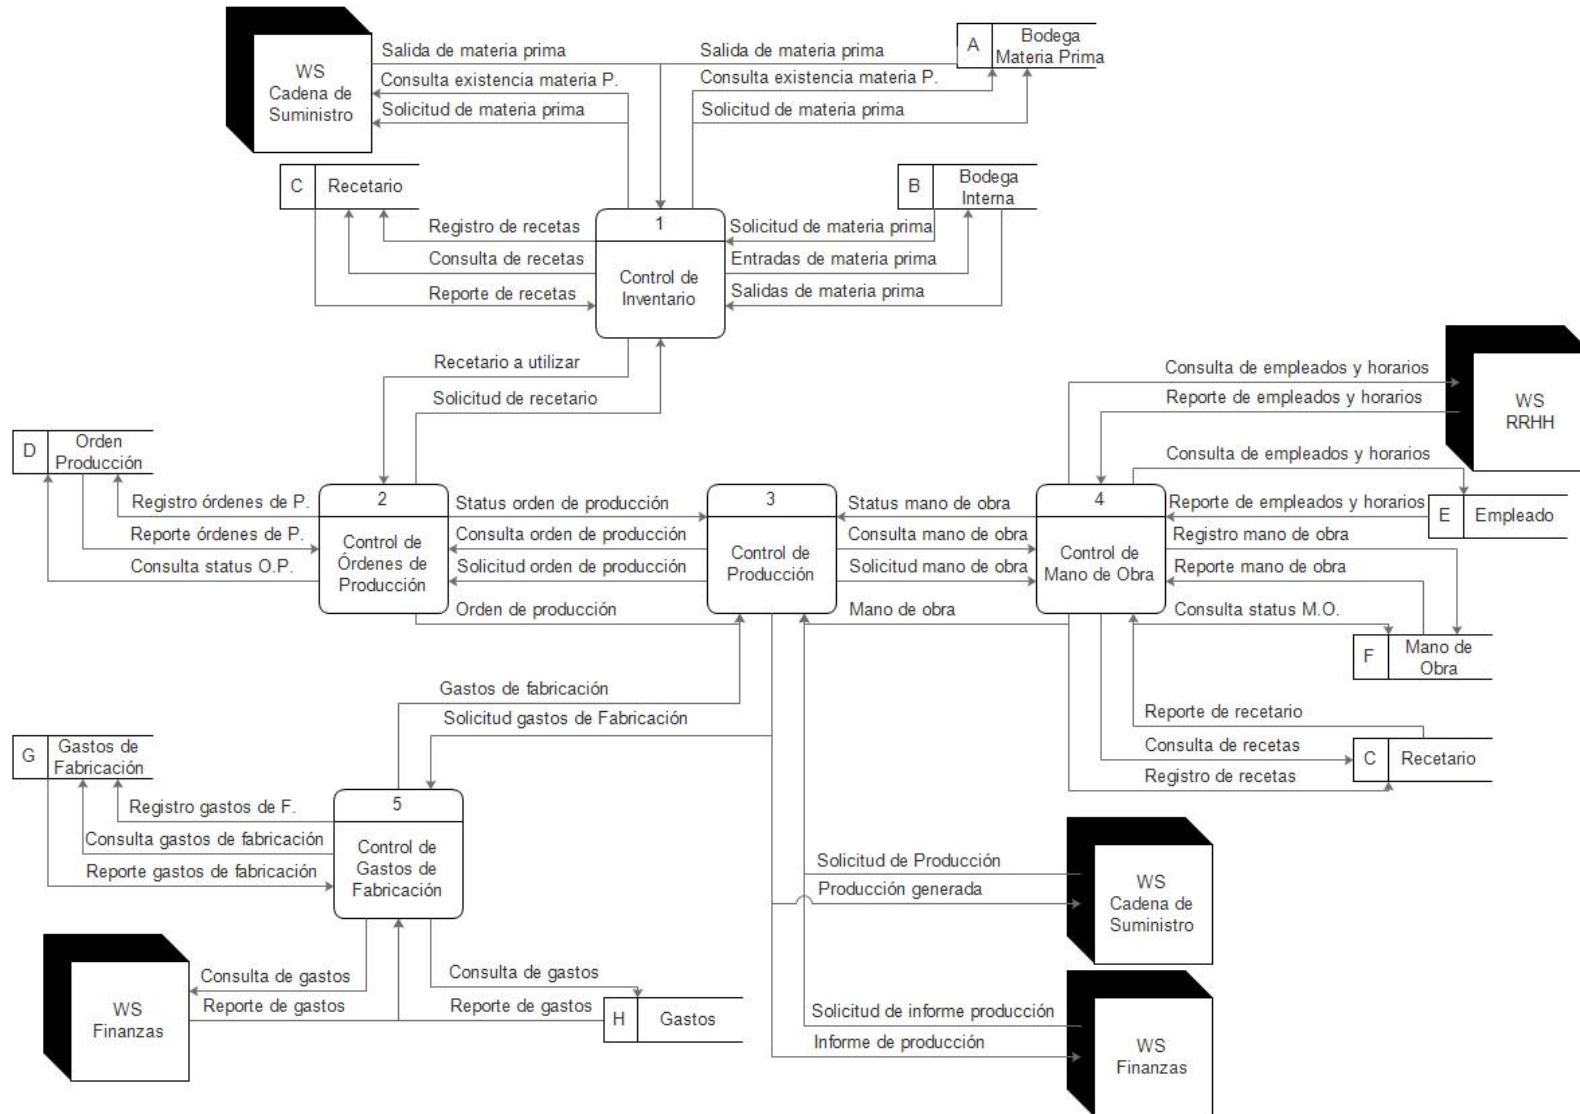 WS
Cadena de
Suministro
Salida de materia prima
Consulta existencia materia P.
Solicitud de materia prima
Salida de materia prima
Consulta existencia materia P.
Solicitud de materia prima
A
Bodega
Materia Prima
C
Recetario
B
Bodega
Interna
Registro de recetas
Consulta de recetas
Reporte de recetas
1
Control de
Inventario
Solicitud de materia prima
Entradas de materia prima
Salidas de materia prima
Recetario a utilizar
Solicitud de recetario
Consulta de empleados y horarios
Reporte de empleados y horarios
WS
RRHH
D
Orden
Producción
Consulta de empleados y horarios
Registro órdenes de P.
Reporte órdenes de P.
Consulta status O.P.
2
Control de
Órdenes de
Producción
Status orden de producción
Consulta orden de producción
Solicitud orden de producción
Orden de producción
3
Control de
Producción
Status mano de obra
Consulta mano de obra
Solicitud mano de obra
Mano de obra
4
Control de
Mano de Obra
Reporte de empleados y horarios
Registro mano de obra
Reporte mano de obra
Consulta status M.O.
E
Empleado
F
Mano de
Obra
Gastos de fabricación
Solicitud gastos de Fabricación
Reporte de recetario
Consulta de recetas
Registro de recetas
C
Recetario
G
Gastos de
Fabricación
Registro gastos de F.
Consulta gastos de fabricación
Reporte gastos de fabricación
5
Control de
Gastos de
Fabricación
Solicitud de Producción
Producción generada
WS
Cadena de
Suministro
WS
Finanzas
Consulta de gastos
Reporte de gastos
Consulta de gastos
Reporte de gastos
H
Gastos
Solicitud de informe producción
Informe de producción
WS
Finanzas